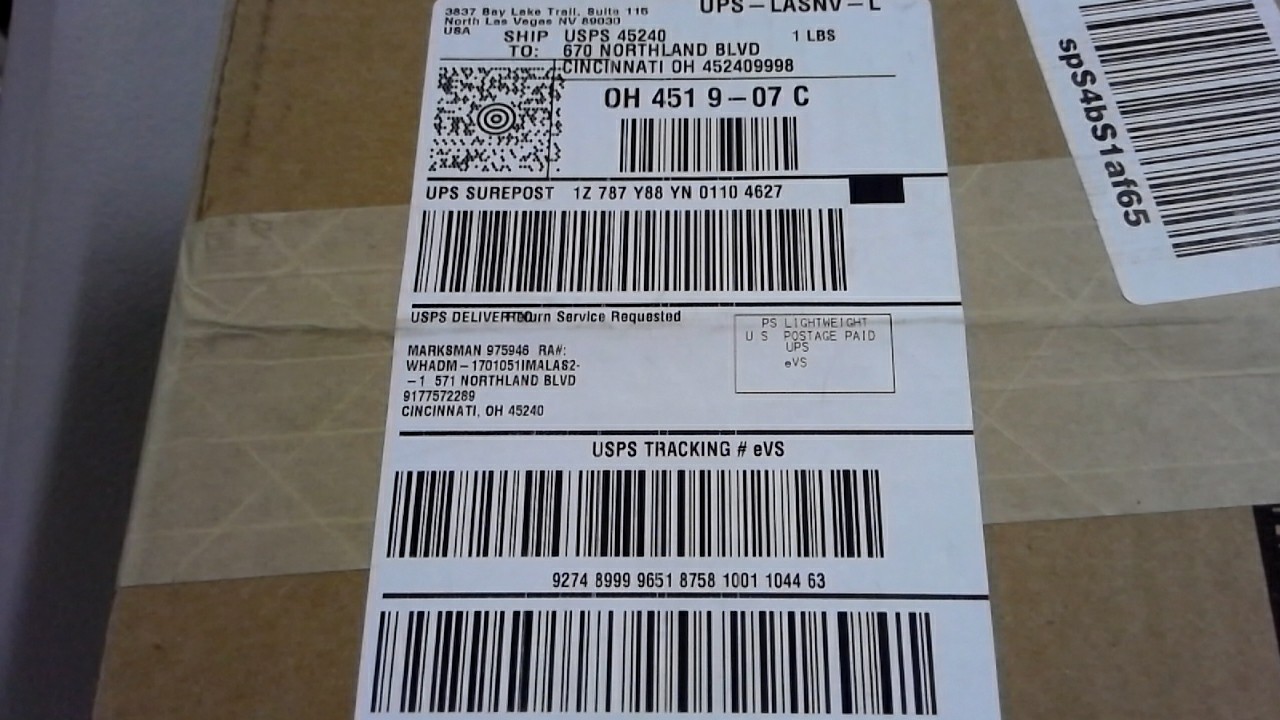 3837 Bay Lake Trail, Suite 115
North Las Vegas NV 89030
USA
UPS-LASNV-L
1 LBS
SHIP TO:
USPS 45240
670 NORTHLAND BLVD
CINCINNATI OH 452409998
OH 451 9-07 C
UPS SUREPOST 1Z 787 Y88 YN 0110 4627
USPS DELIVER TO:
Return Service Requested
MARKSMAN 975946 RA#:
WHADM-1701051IMALAS2-
-1 571 NORTHLAND BLVD
9177572289
CINCINNATI, OH 45240
PS LIGHTWEIGHT
U S POSTAGE PAID
UPS
eVS
USPS TRACKING # eVS
9274 8999 9651 8758 1001 1044 63
spS4bS1af65